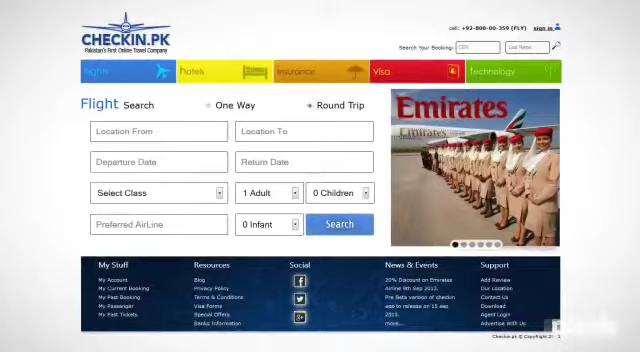 CHECKIN.PK
Pakistan's First Online Travel Company
call: +92-800-00-359 (FLY) sign in
Search Your Booking: Last Name
flights hotels insurance Visa technology
Flight Search One Way Round Trip
Location From Location To
Departure Date Return Date
Select Class 1 Adult 0 Children
Preferred AirLine 0 Infant Search
Emirates
Emirates
My Stuff
My Account
My Current Booking
My Past Booking
My Passenger
My Past Tickets
Resources
Blog
Privacy Policy
Terms & Conditions
Visa Forms
Special Offers
Banks Information
Social
News & Events
20% Discount on Emirates
Airline 9th Sep 2013.
Pre Beta version of checkin
app to release on 15 sep
2013.
more...
Support
Add Review
Our Location
Contact Us
Download
Agent Login
Advertise With Us
Checkin.pk © CopyRight